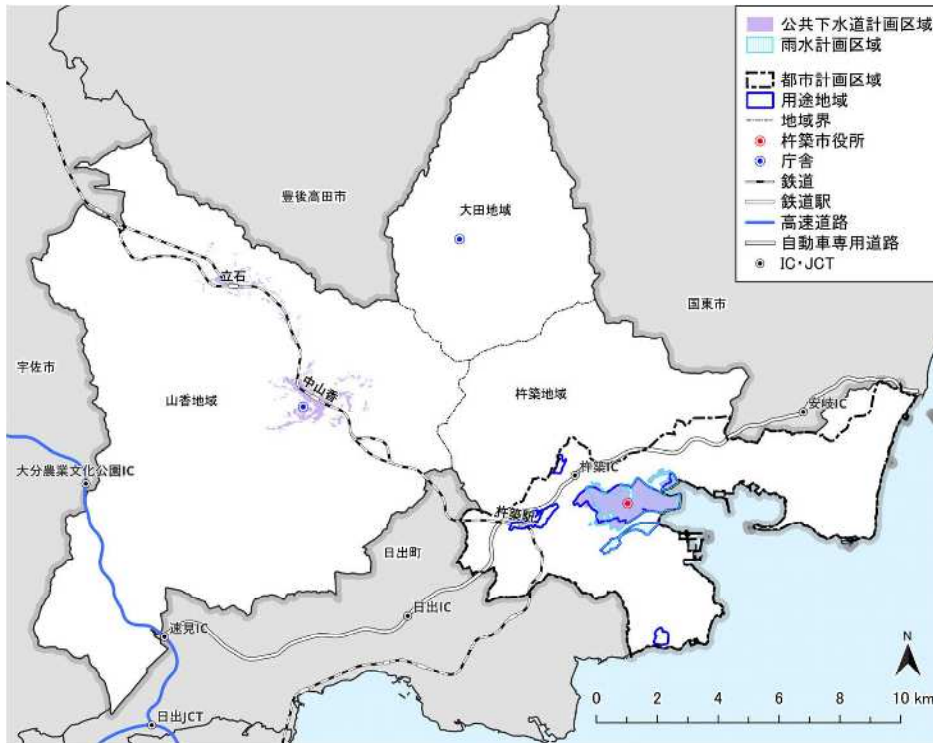 公共下水道計画区域
雨水計画区域
都市計画区域
用途地域
地域界
杵築市役所
庁舎
鉄道
鉄道駅
高速道路
自動車専用道路
IC・JCT
豊後高田市
大田地域
立石
国東市
宇佐市
山香地域
中山香
杵築地域
安岐IC
大分農業文化公園IC
杵築IC
杵築駅
日出町
日出IC
速見IC
日出JCT
N
0 2 4 6 8 10 km